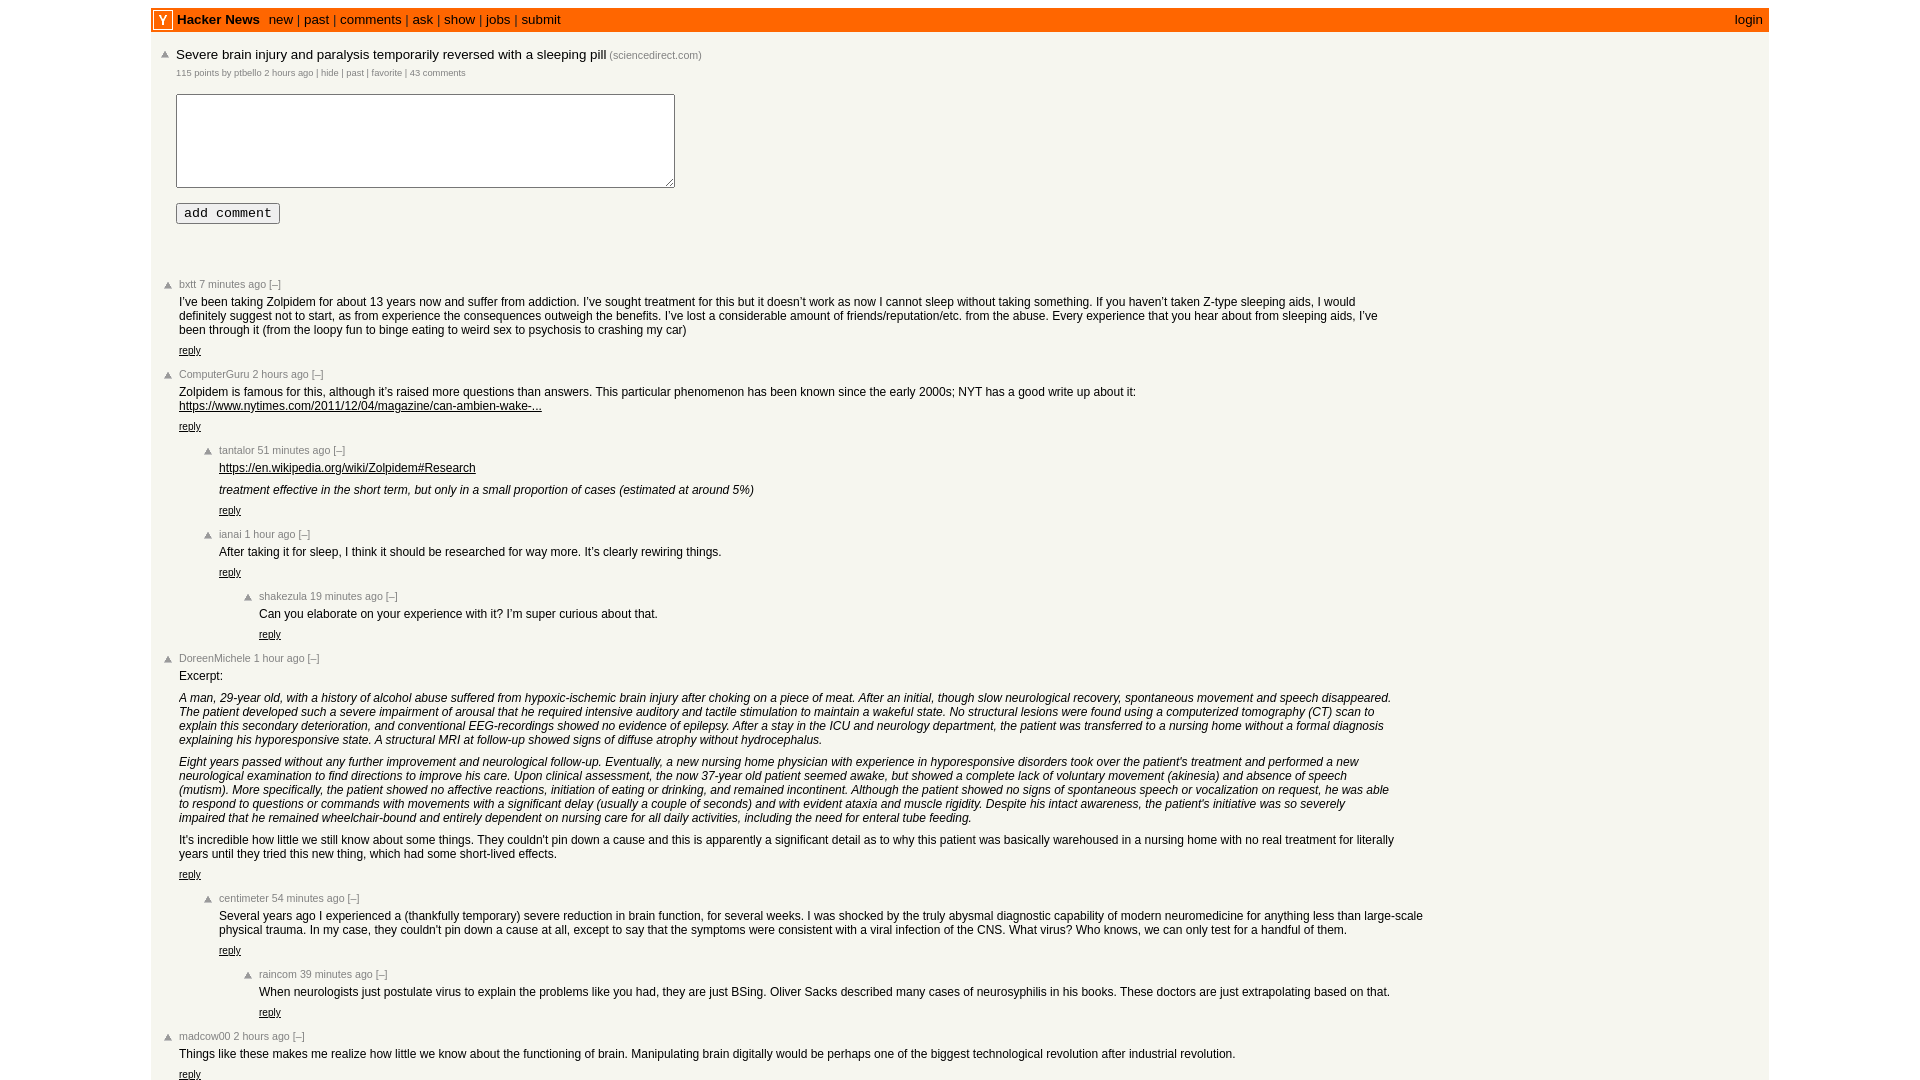 Y Hacker News new | past | comments | ask | show | jobs | submit login
Severe brain injury and paralysis temporarily reversed with a sleeping pill (sciencedirect.com)
115 points by ptbello 2 hours ago | hide | past | favorite | 43 comments
add comment
bxtt 7 minutes ago [–]
I’ve been taking Zolpidem for about 13 years now and suffer from addiction. I’ve sought treatment for this but it doesn’t work as now I cannot sleep without taking something. If you haven’t taken Z-type sleeping aids, I would
definitely suggest not to start, as from experience the consequences outweigh the benefits. I’ve lost a considerable amount of friends/reputation/etc. from the abuse. Every experience that you hear about from sleeping aids, I’ve
been through it (from the loopy fun to binge eating to weird sex to psychosis to crashing my car)
reply
ComputerGuru 2 hours ago [–]
Zolpidem is famous for this, although it’s raised more questions than answers. This particular phenomenon has been known since the early 2000s; NYT has a good write up about it:
https://www.nytimes.com/2011/12/04/magazine/can-ambien-wake-...
reply
tantalor 51 minutes ago [–]
https://en.wikipedia.org/wiki/Zolpidem#Research
treatment effective in the short term, but only in a small proportion of cases (estimated at around 5%)
reply
ianai 1 hour ago [–]
After taking it for sleep, I think it should be researched for way more. It’s clearly rewiring things.
reply
shakezula 19 minutes ago [–]
Can you elaborate on your experience with it? I’m super curious about that.
reply
DoreenMichele 1 hour ago [–]
Excerpt:
A man, 29-year old, with a history of alcohol abuse suffered from hypoxic-ischemic brain injury after choking on a piece of meat. After an initial, though slow neurological recovery, spontaneous movement and speech disappeared.
The patient developed such a severe impairment of arousal that he required intensive auditory and tactile stimulation to maintain a wakeful state. No structural lesions were found using a computerized tomography (CT) scan to
explain this secondary deterioration, and conventional EEG-recordings showed no evidence of epilepsy. After a stay in the ICU and neurology department, the patient was transferred to a nursing home without a formal diagnosis
explaining his hyporesponsive state. A structural MRI at follow-up showed signs of diffuse atrophy without hydrocephalus.
Eight years passed without any further improvement and neurological follow-up. Eventually, a new nursing home physician with experience in hyporesponsive disorders took over the patient's treatment and performed a new
neurological examination to find directions to improve his care. Upon clinical assessment, the now 37-year old patient seemed awake, but showed a complete lack of voluntary movement (akinesia) and absence of speech
(mutism). More specifically, the patient showed no affective reactions, initiation of eating or drinking, and remained incontinent. Although the patient showed no signs of spontaneous speech or vocalization on request, he was able
to respond to questions or commands with movements with a significant delay (usually a couple of seconds) and with evident ataxia and muscle rigidity. Despite his intact awareness, the patient's initiative was so severely
impaired that he remained wheelchair-bound and entirely dependent on nursing care for all daily activities, including the need for enteral tube feeding.
It's incredible how little we still know about some things. They couldn't pin down a cause and this is apparently a significant detail as to why this patient was basically warehoused in a nursing home with no real treatment for literally
years until they tried this new thing, which had some short-lived effects.
reply
centimeter 54 minutes ago [–]
Several years ago I experienced a (thankfully temporary) severe reduction in brain function, for several weeks. I was shocked by the truly abysmal diagnostic capability of modern neuromedicine for anything less than large-scale
physical trauma. In my case, they couldn't pin down a cause at all, except to say that the symptoms were consistent with a viral infection of the CNS. What virus? Who knows, we can only test for a handful of them.
reply
raincom 39 minutes ago [–]
When neurologists just postulate virus to explain the problems like you had, they are just BSing. Oliver Sacks described many cases of neurosyphilis in his books. These doctors are just extrapolating based on that.
reply
madcow00 2 hours ago [–]
Things like these makes me realize how little we know about the functioning of brain. Manipulating brain digitally would be perhaps one of the biggest technological revolution after industrial revolution.
reply